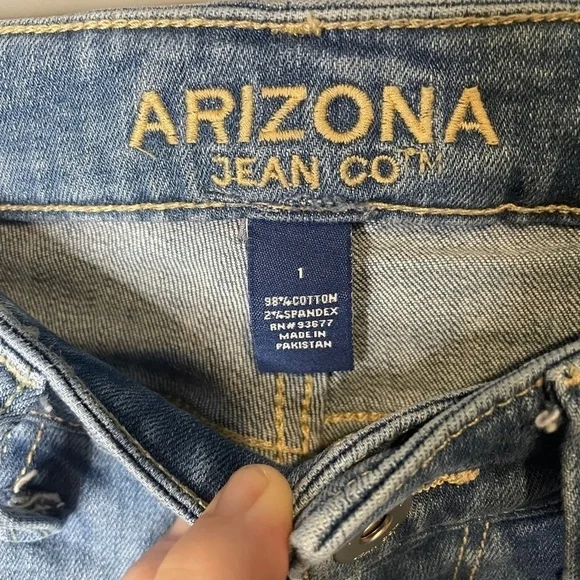 ARIZONA
JEAN CO™
1
98% COTTON
2% SPANDEX
RN# 93677
MADE IN
PAKISTAN